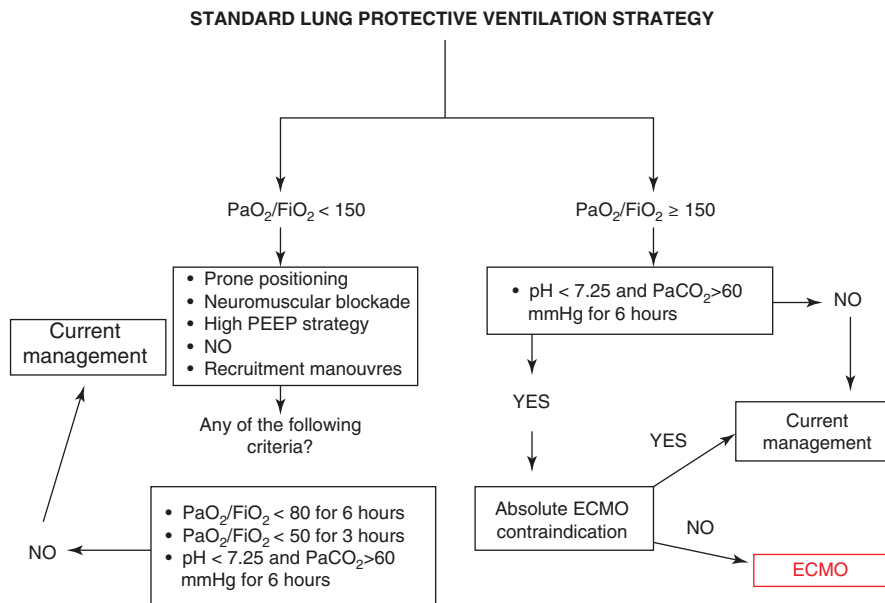 STANDARD LUNG PROTECTIVE VENTILATION STRATEGY
PaO₂/FiO₂ < 150
PaO₂/FiO₂ ≥ 150
• Prone positioning
• Neuromuscular blockade
• High PEEP strategy
• NO
• Recruitment manouvres
• pH < 7.25 and PaCO₂>60
mmHg for 6 hours
NO
Current
management
Any of the following
criteria?
YES
Current
management
YES
• PaO₂/FiO₂ < 80 for 6 hours
• PaO₂/FiO₂ < 50 for 3 hours
• pH < 7.25 and PaCO₂>60
mmHg for 6 hours
NO
Absolute ECMO
contraindication
NO
ECMO